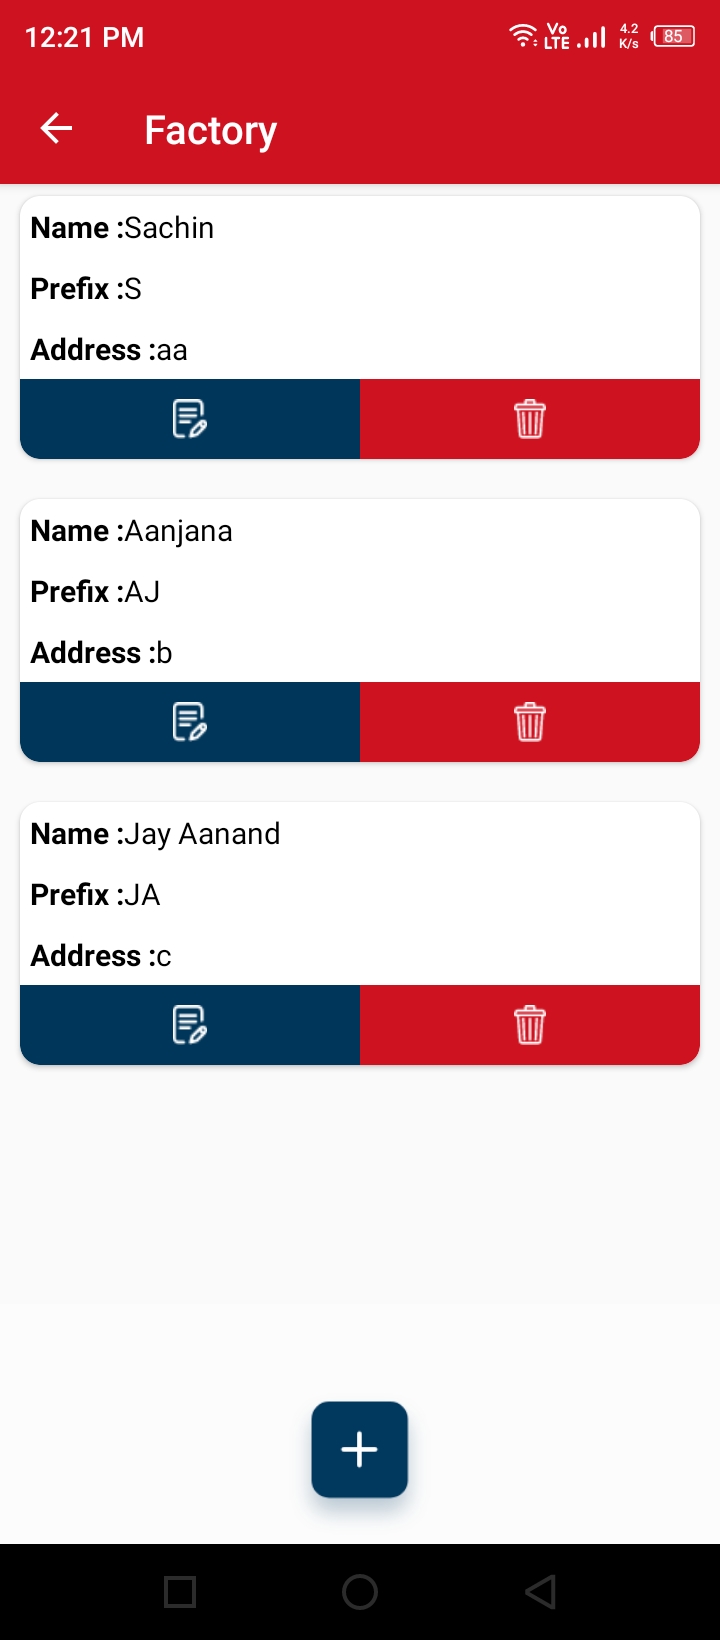 12:21 PM
Vo LTE
4.2 K/s
85
Factory
Name :Sachin
Prefix :S
Address :aa
Name :Aanjana
Prefix :AJ
Address :b
Name :Jay Aanand
Prefix :JA
Address :c